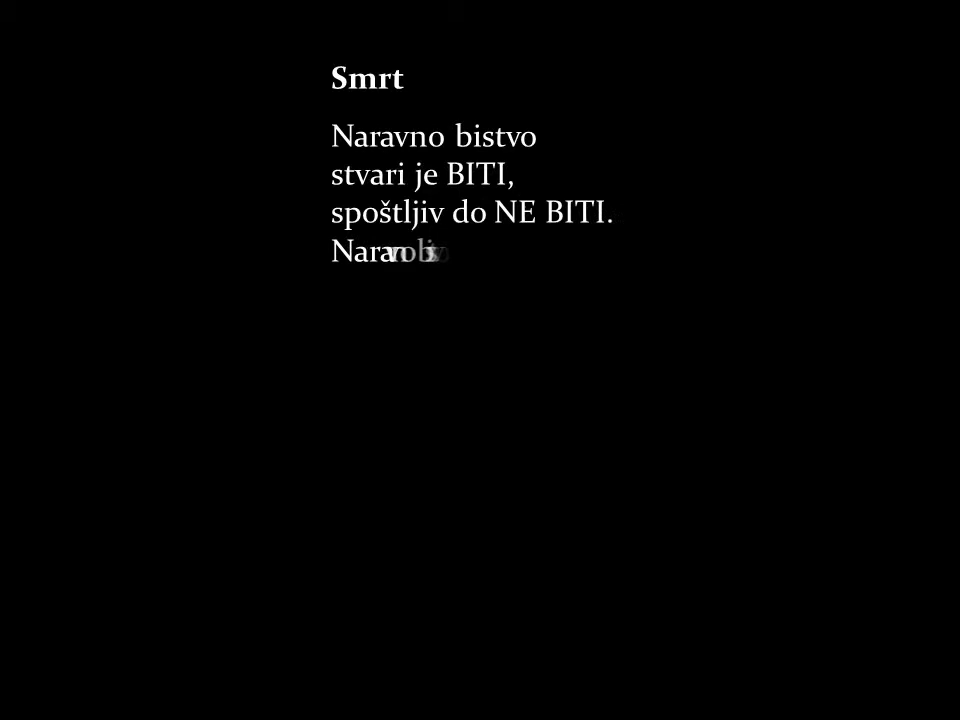 Smrt
Naravno bistvo
stvari je BITI,
spoštljiv do NE BITI.